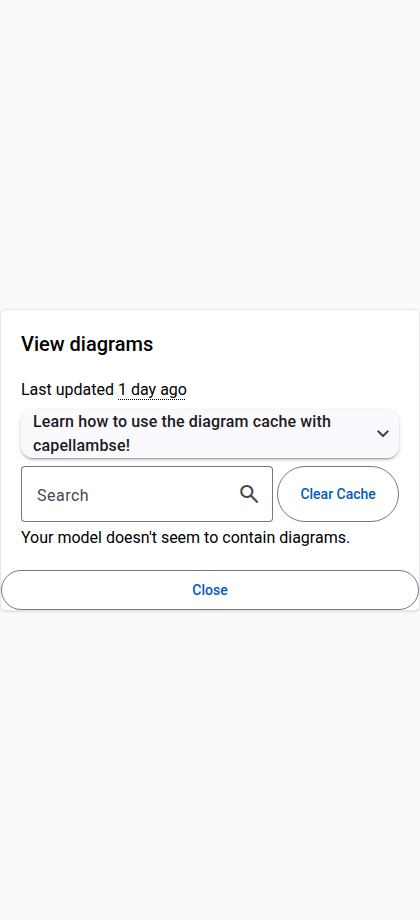 View diagrams
Last updated 1 day ago
Learn how to use the diagram cache with
capellambse!
Search
Clear Cache
Your model doesn't seem to contain diagrams.
Close